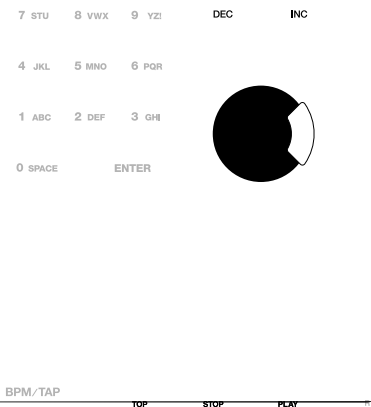 7 STU 8 VWX 9 YZ! DEC INC
4 JKL 5 MNO 6 PQR
1 ABC 2 DEF 3 GHI
0 SPACE ENTER
BPM/TAP
TOP STOP PLAY R